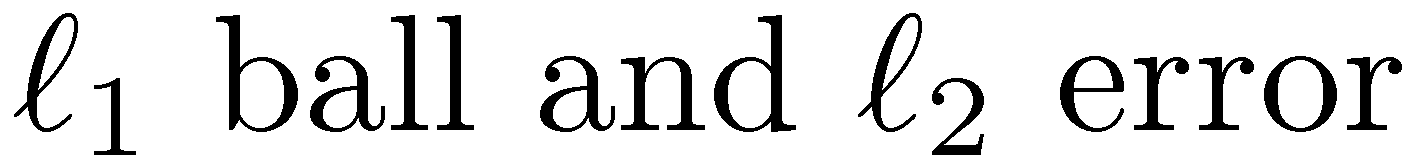 ℓ₁ ball and ℓ₂ error